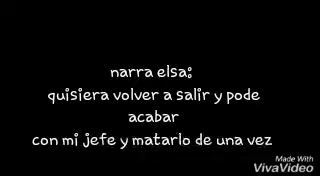 narra elsa:
quisiera volver a salir y pode
acabar
con mi jefe y matarlo de una vez
Made With
VivaVideo